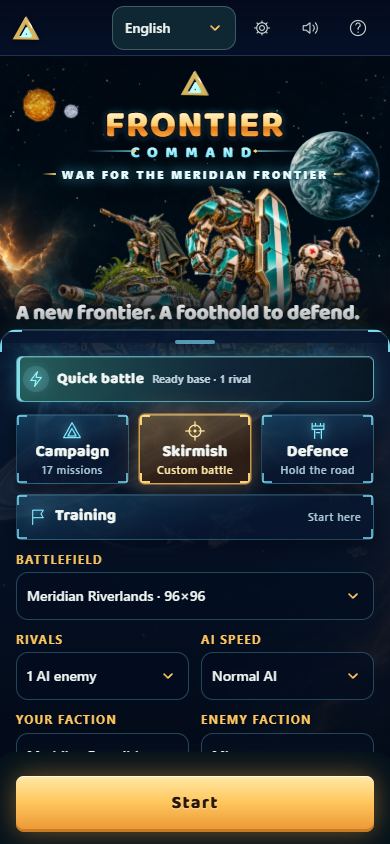 English
FRONTIER
COMMAND
WAR FOR THE MERIDIAN FRONTIER
A new frontier. A foothold to defend.
Quick battle Ready base · 1 rival
Campaign
17 missions
Skirmish
Custom battle
Defence
Hold the road
Training Start here
BATTLEFIELD
Meridian Riverlands · 96×96
RIVALS AI SPEED
1 AI enemy Normal AI
YOUR FACTION ENEMY FACTION
Start